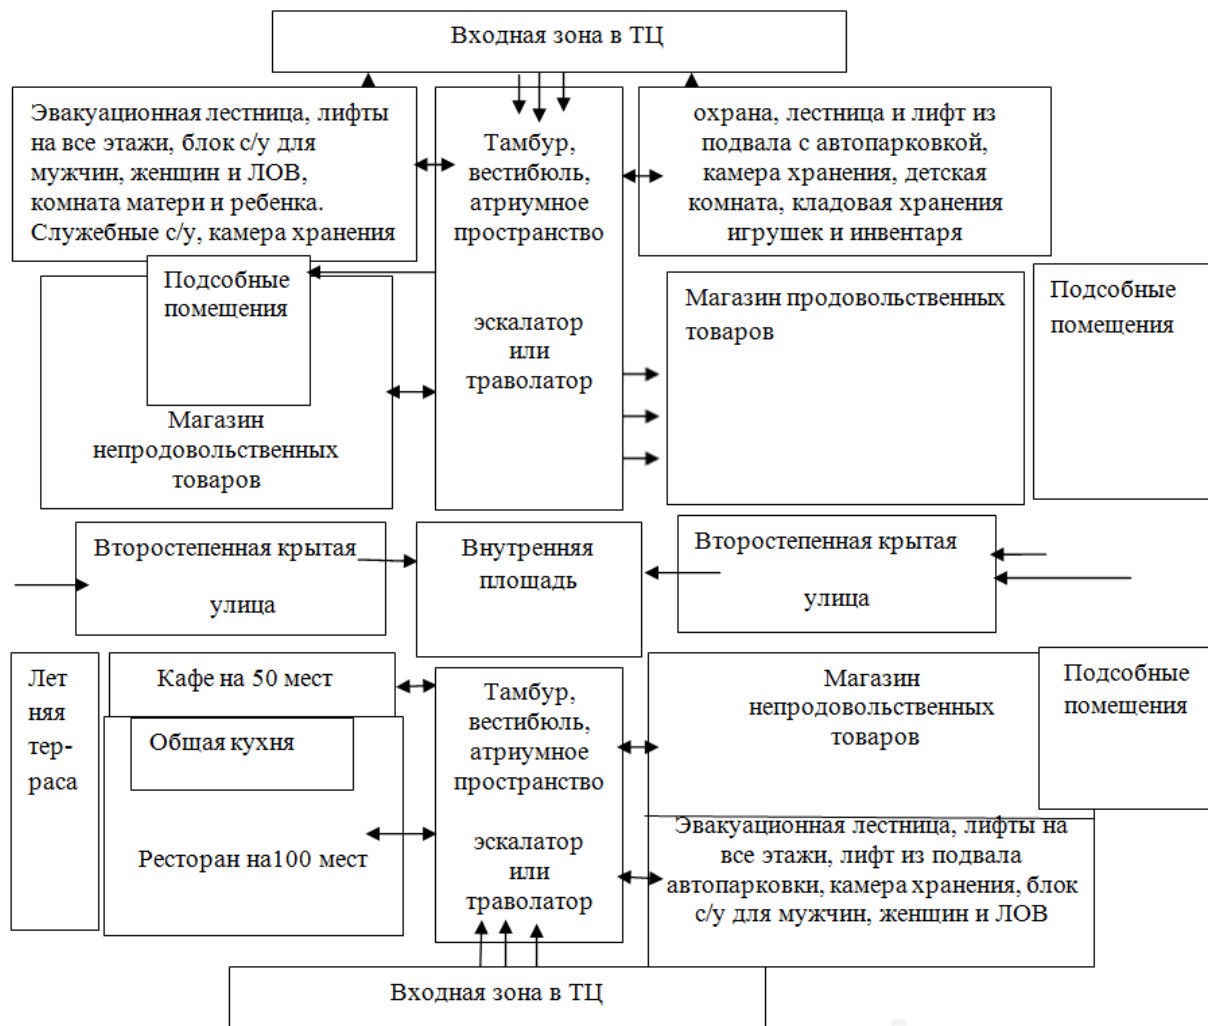 Входная зона в ТЦ
Эвакуационная лестница, лифты
на все этажи, блок с/у для
мужчин, женщин и ЛОВ,
комната матери и ребенка.
Служебные с/у, камера хранения
Тамбур,
вестибюль,
атриумное
пространство
эскалатор
или
траволатор
охрана, лестница и лифт из
подвала с автопарковкой,
камера хранения, детская
комната, кладовая хранения
игрушек и инвентаря
Подсобные
помещения
Магазин
непродовольственных
товаров
Магазин продовольственных
товаров
Подсобные
помещения
Второстепенная крытая
улица
Внутренняя
площадь
Второстепенная крытая
улица
Лет
няя
тер-
раса
Кафе на 50 мест
Общая кухня
Ресторан на100 мест
Тамбур,
вестибюль,
атриумное
пространство
эскалатор
или
траволатор
Магазин
непродовольственных
товаров
Подсобные
помещения
Эвакуационная лестница, лифты на
все этажи, лифт из подвала
автопарковки, камера хранения, блок
с/у для мужчин, женщин и ЛОВ
Входная зона в ТЦ